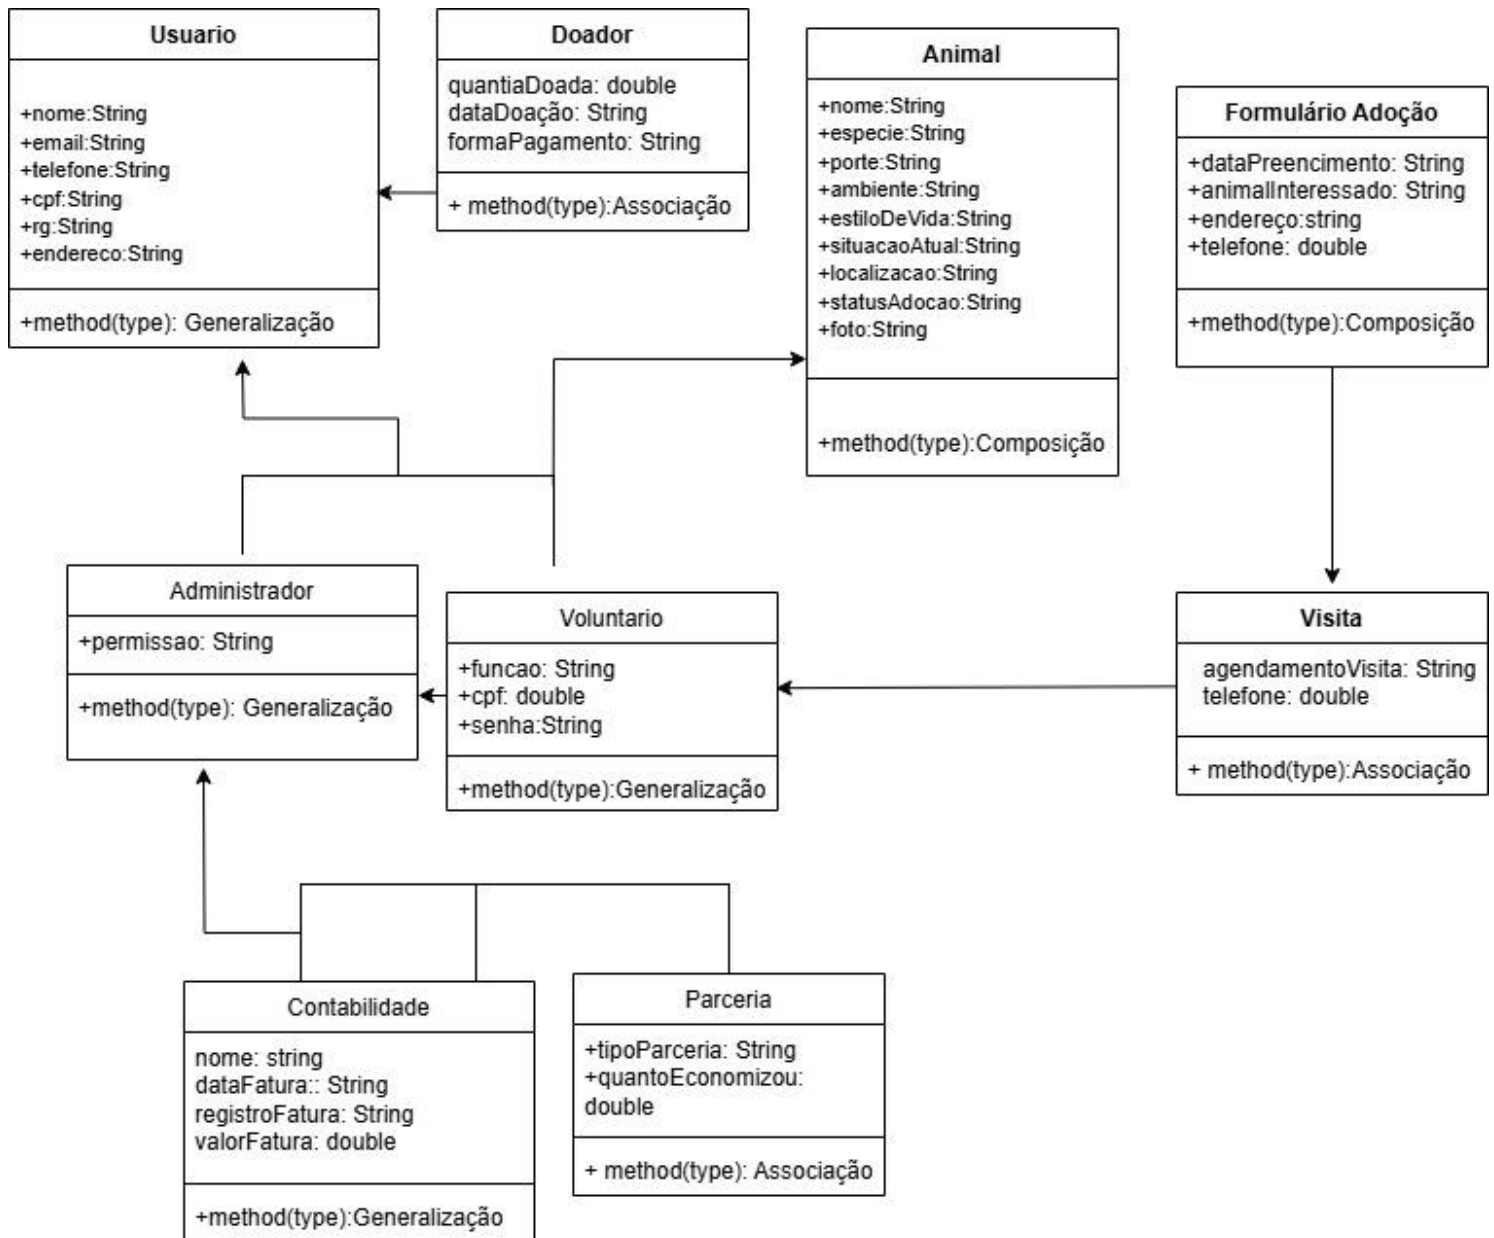 Usuario
+nome:String
+email:String
+telefone:String
+cpf:String
+rg:String
+endereco:String
+method(type): Generalização
Doador
quantiaDoada: double
dataDoação: String
formaPagamento: String
+ method(type):Associação
Animal
+nome:String
+especie:String
+porte:String
+ambiente:String
+estiloDeVida:String
+situacaoAtual:String
+localizacao:String
+statusAdocao:String
+foto:String
+method(type):Composição
Formulário Adoção
+dataPreencimento: String
+animalInteressado: String
+endereço:string
+telefone: double
+method(type):Composição
Administrador
+permissao: String
+method(type): Generalização
Voluntario
+funcao: String
+cpf: double
+senha:String
+method(type):Generalização
Visita
agendamentoVisita: String
telefone: double
+ method(type):Associação
Contabilidade
nome: string
dataFatura:: String
registroFatura: String
valorFatura: double
+method(type):Generalização
Parceria
+tipoParceria: String
+quantoEconomizou:
double
+ method(type): Associação